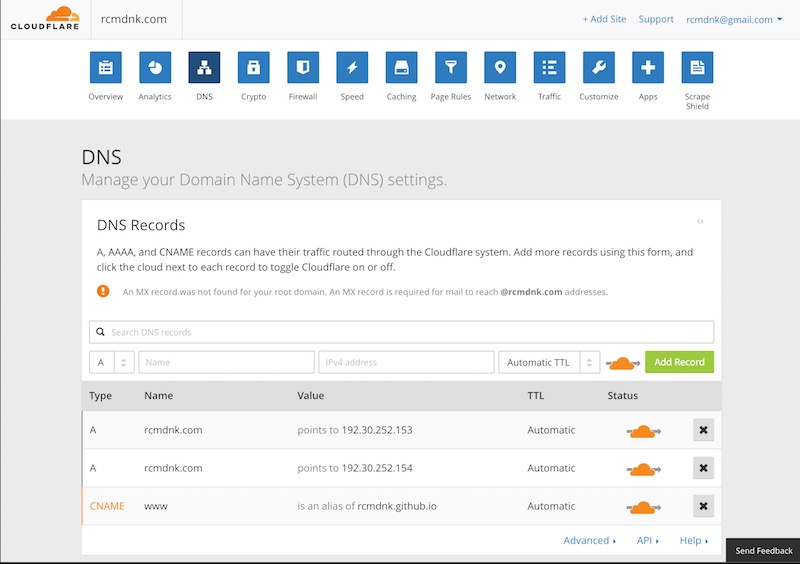 CLOUDFLARE
rcmdnk.com
+ Add Site Support rcmdnk@gmail.com
Overview Analytics DNS Crypto Firewall Speed Caching Page Rules Network Traffic Customize Apps Scrape Shield
DNS
Manage your Domain Name System (DNS) settings.
DNS Records
A, AAAA, and CNAME records can have their traffic routed through the Cloudflare system. Add more records using this form, and
click the cloud next to each record to toggle Cloudflare on or off.
An MX record was not found for your root domain. An MX record is required for mail to reach @rcmdnk.com addresses.
Search DNS records
A Name IPv4 address Automatic TTL Add Record
Type Name Value TTL Status
A rcmdnk.com points to 192.30.252.153 Automatic
A rcmdnk.com points to 192.30.252.154 Automatic
CNAME www is an alias of rcmdnk.github.io Automatic
Advanced API Help
Send Feedback